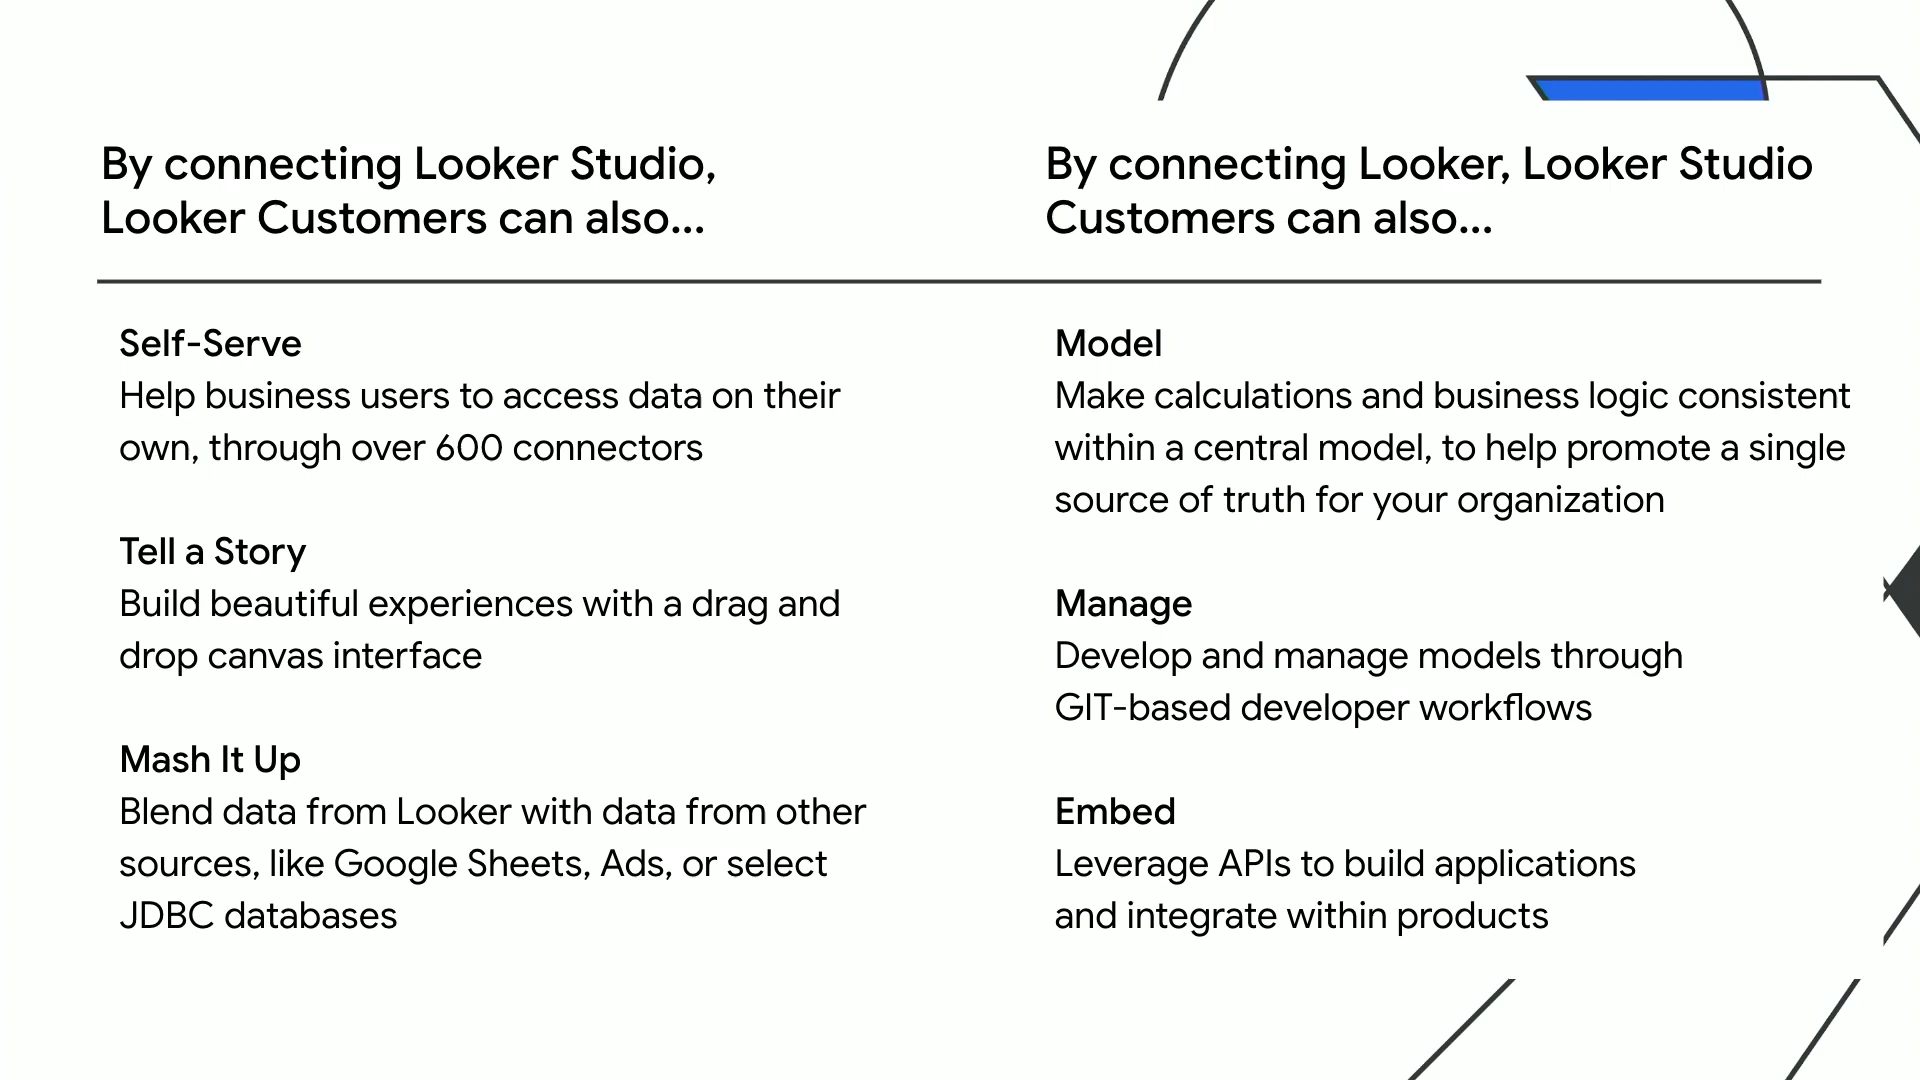 By connecting Looker Studio,
Looker Customers can also...
Self-Serve
Help business users to access data on their
own, through over 600 connectors
Tell a Story
Build beautiful experiences with a drag and
drop canvas interface
Mash It Up
Blend data from Looker with data from other
sources, like Google Sheets, Ads, or select
JDBC databases
By connecting Looker, Looker Studio
Customers can also...
Model
Make calculations and business logic consistent
within a central model, to help promote a single
source of truth for your organization
Manage
Develop and manage models through
GIT-based developer workflows
Embed
Leverage APIs to build applications
and integrate within products